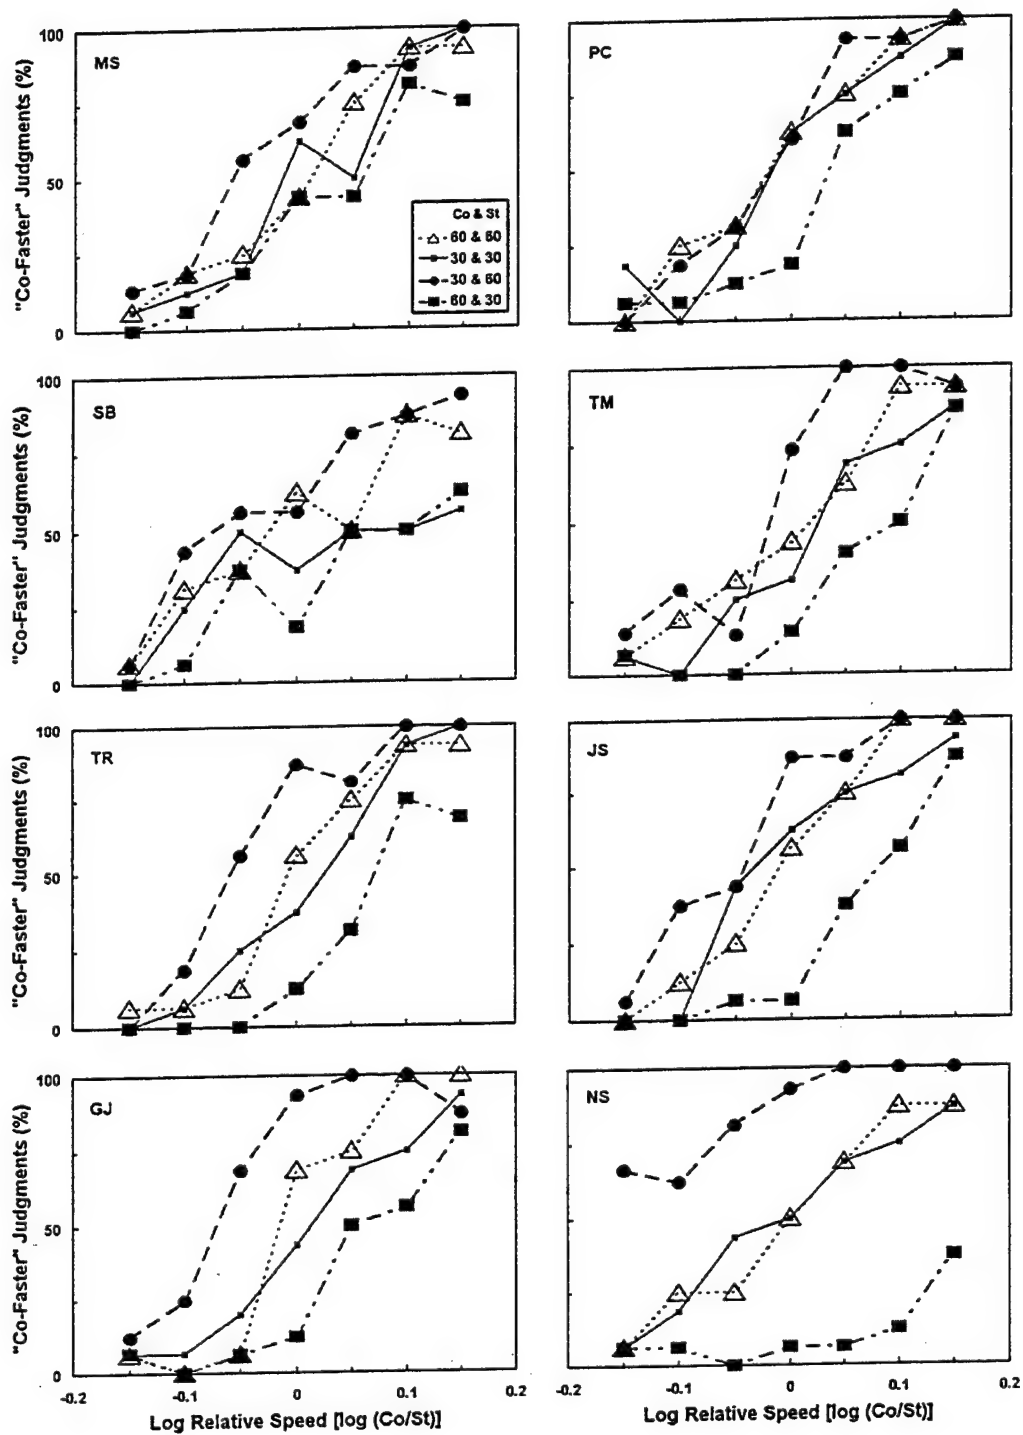 100
50
0
"Co-Faster" Judgments (%)
MS
Co & St
60 & 60
30 & 30
30 & 60
60 & 30
PC
100
50
0
"Co-Faster" Judgments (%)
SB
TM
100
50
0
"Co-Faster" Judgments (%)
TR
JS
100
50
0
"Co-Faster" Judgments (%)
GJ
NS
-0.2
-0.1
0
0.1
0.2
-0.2
-0.1
0
0.1
0.2
Log Relative Speed [log (Co/St)]
Log Relative Speed [log (Co/St)]